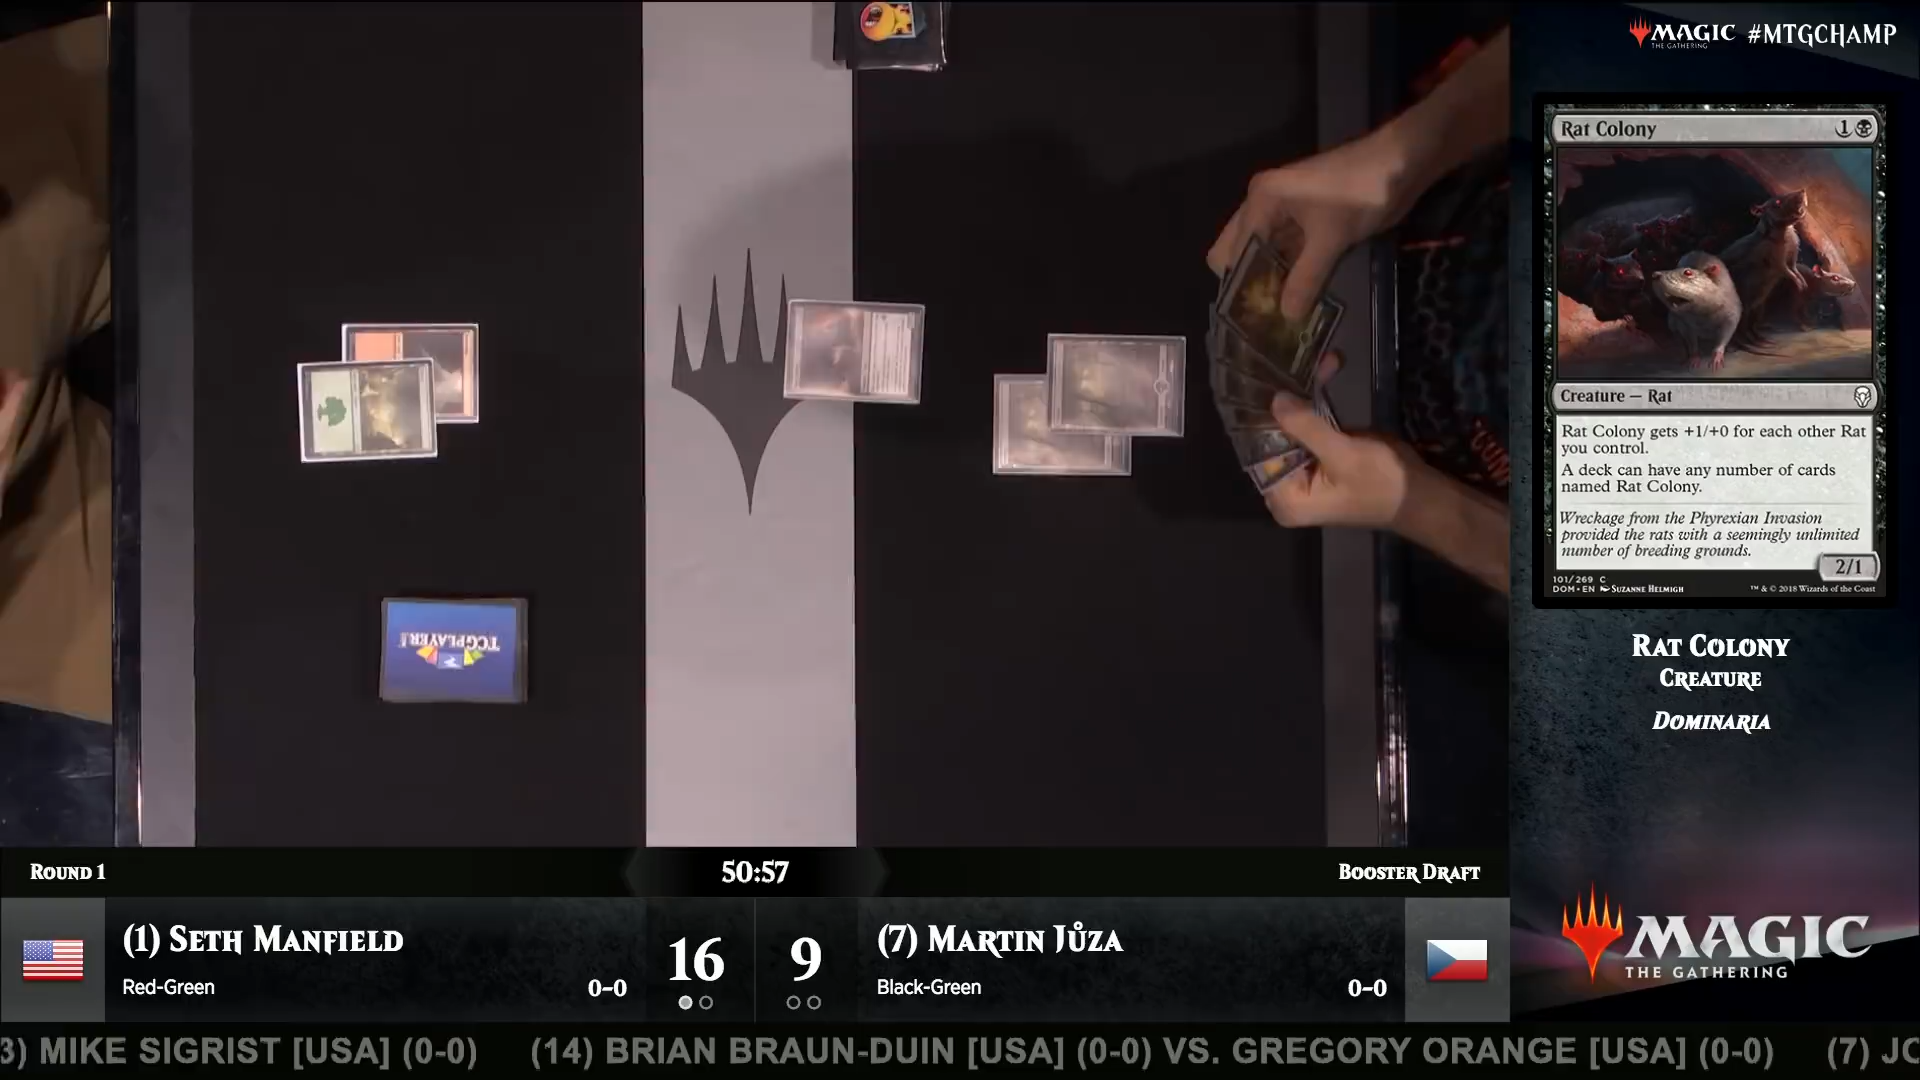 MAGIC
THE GATHERING
#MTGCHAMP
Rat Colony 1
Creature — Rat
Rat Colony gets +1/+0 for each other Rat
you control.
A deck can have any number of cards
named Rat Colony.
Wreckage from the Phyrexian Invasion
provided the rats with a seemingly unlimited
number of breeding grounds.
2/1
101/269 C
DOM • EN SUZANNE HELMIGH
™ & © 2018 Wizards of the Coast
RAT COLONY
CREATURE
DOMINARIA
TCGPLAYER
ROUND 1
50:57
BOOSTER DRAFT
(1) SETH MANFIELD
Red-Green
0-0
16
9
(7) MARTIN JŮZA
Black-Green
0-0
MAGIC
THE GATHERING
3) MIKE SIGRIST [USA] (0-0) (14) BRIAN BRAUN-DUIN [USA] (0-0) VS. GREGORY ORANGE [USA] (0-0) (7) JO